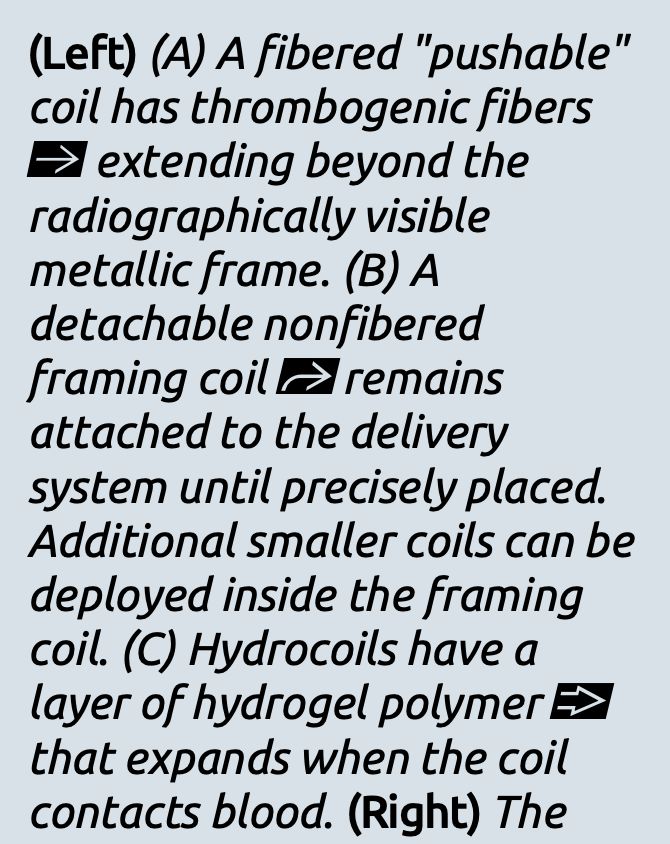 (Left) (A) A fibered "pushable"
coil has thrombogenic fibers
extending beyond the
radiographically visible
metallic frame. (B) A
detachable nonfibered
framing coil remains
attached to the delivery
system until precisely placed.
Additional smaller coils can be
deployed inside the framing
coil. (C) Hydrocoils have a
layer of hydrogel polymer
that expands when the coil
contacts blood. (Right) The